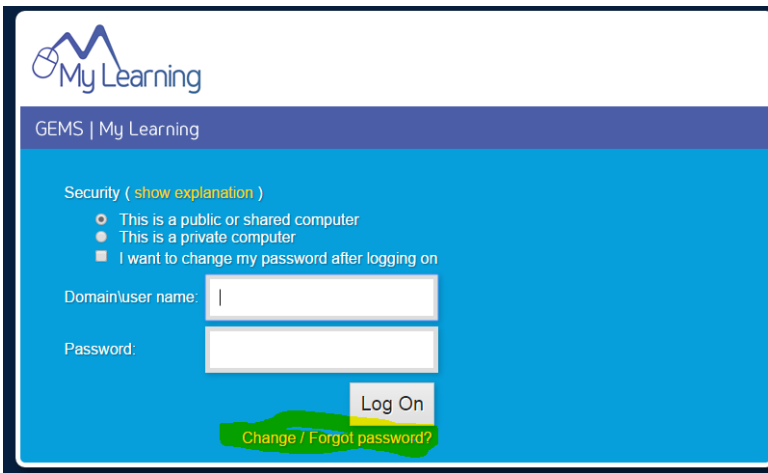 My Learning
GEMS | My Learning
Security ( show explanation )
This is a public or shared computer
This is a private computer
I want to change my password after logging on
Domain\user name:
Password:
Log On
Change / Forgot password?